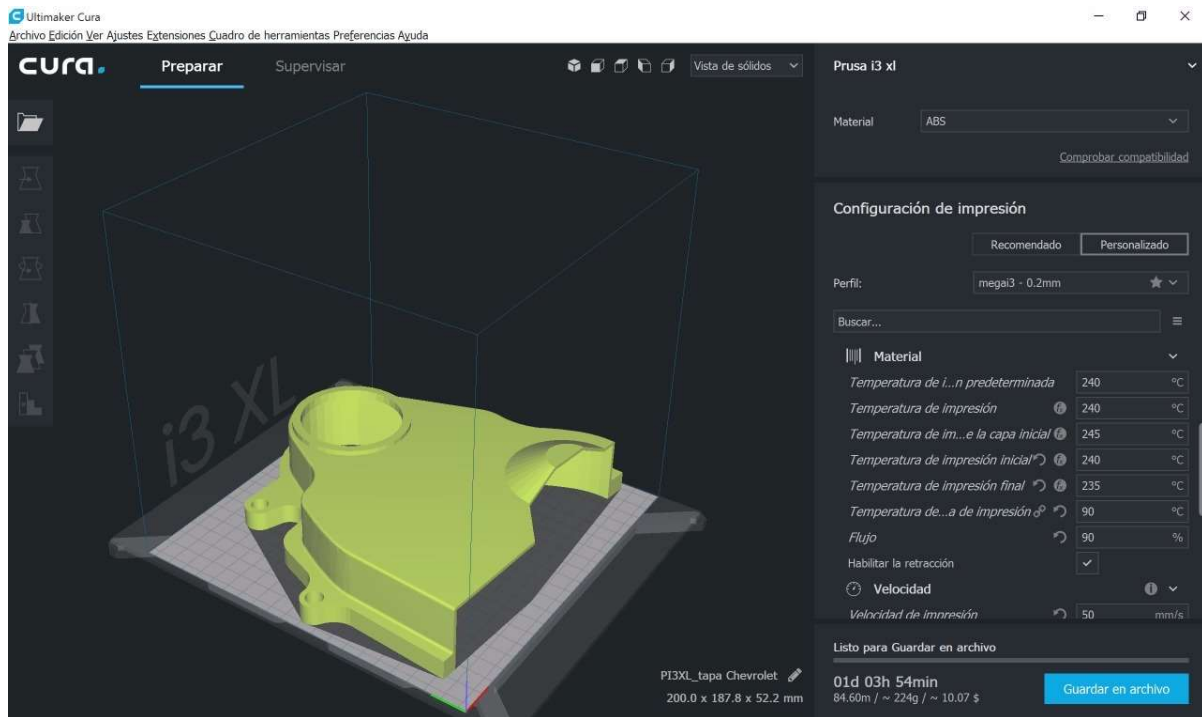 Ultimaker Cura
Archivo Edición Ver Ajustes Extensiones Cuadro de herramientas Preferencias Ayuda
cura.
Preparar
Supervisar
Vista de sólidos
Prusa i3 xl
Material
ABS
Comprobar compatibilidad
Configuración de impresión
Recomendado
Personalizado
Perfil:
megai3 - 0.2mm
Buscar...
Material
Temperatura de i...n predeterminada 240 °C
Temperatura de impresión 240 °C
Temperatura de im...e la capa inicial 245 °C
Temperatura de impresión inicial 240 °C
Temperatura de impresión final 235 °C
Temperatura de...a de impresión 90 °C
Flujo 90 %
Habilitar la retracción
Velocidad
Velocidad de impresión 50 mm/s
i3 XL
Listo para Guardar en archivo
PI3XL_tapa Chevrolet
200.0 x 187.8 x 52.2 mm
01d 03h 54min
84.60m / ~ 224g / ~ 10.07 $
Guardar en archivo